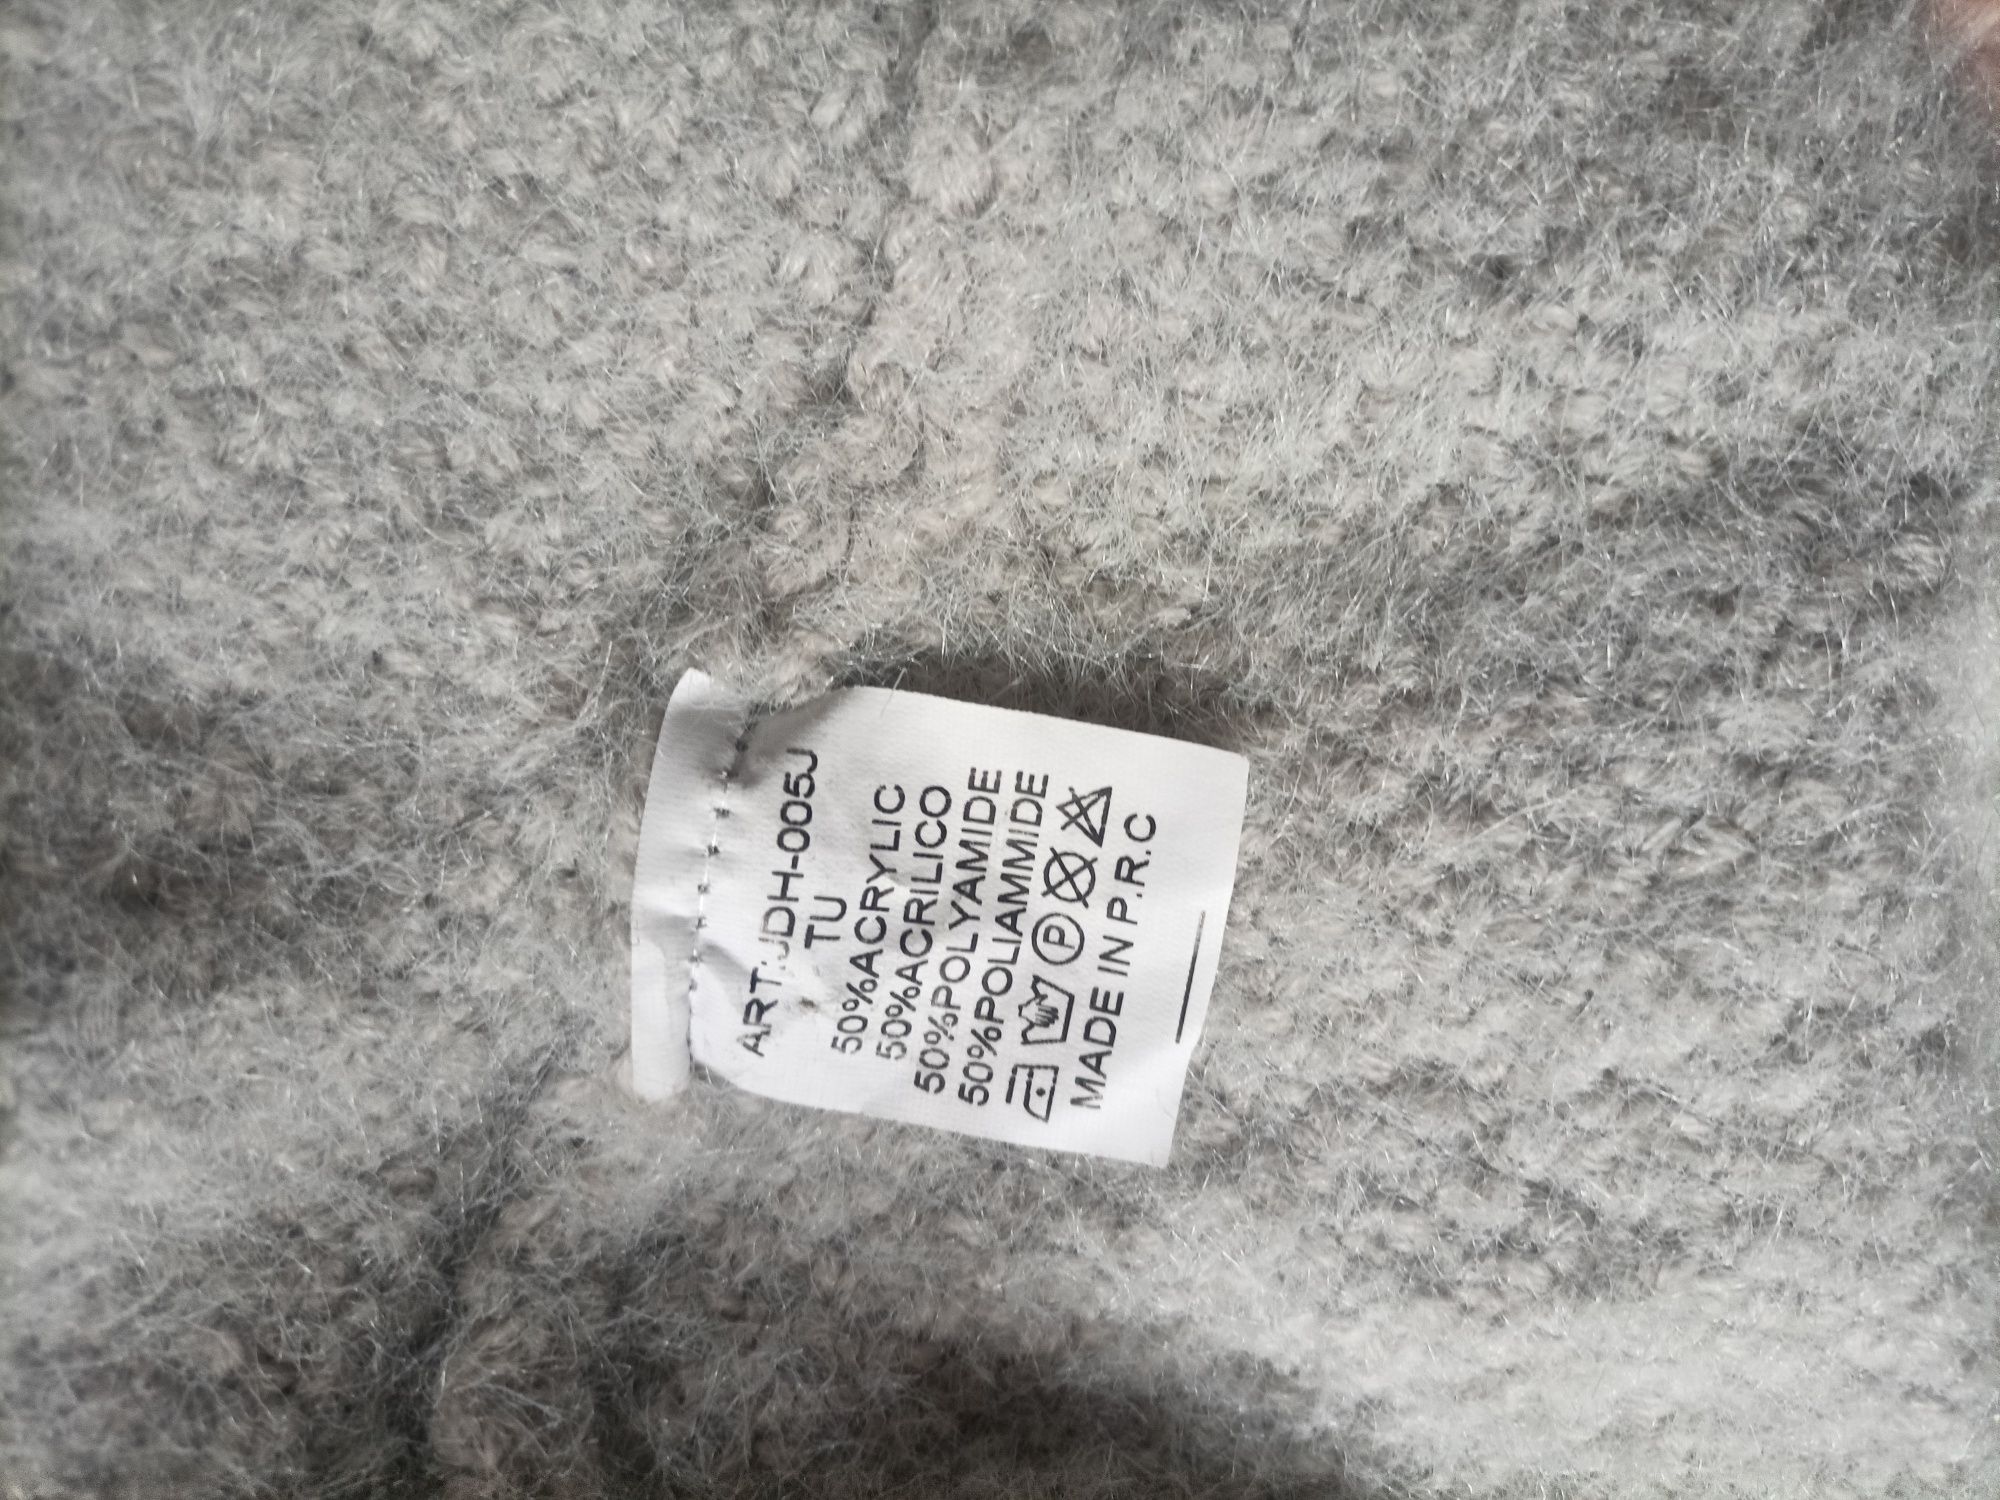 ART:JDH-005J
TU
50%ACRYLIC
50%ACRILICO
50%POLYAMIDE
50%POLIAMMIDE
P
MADE IN P.R.C